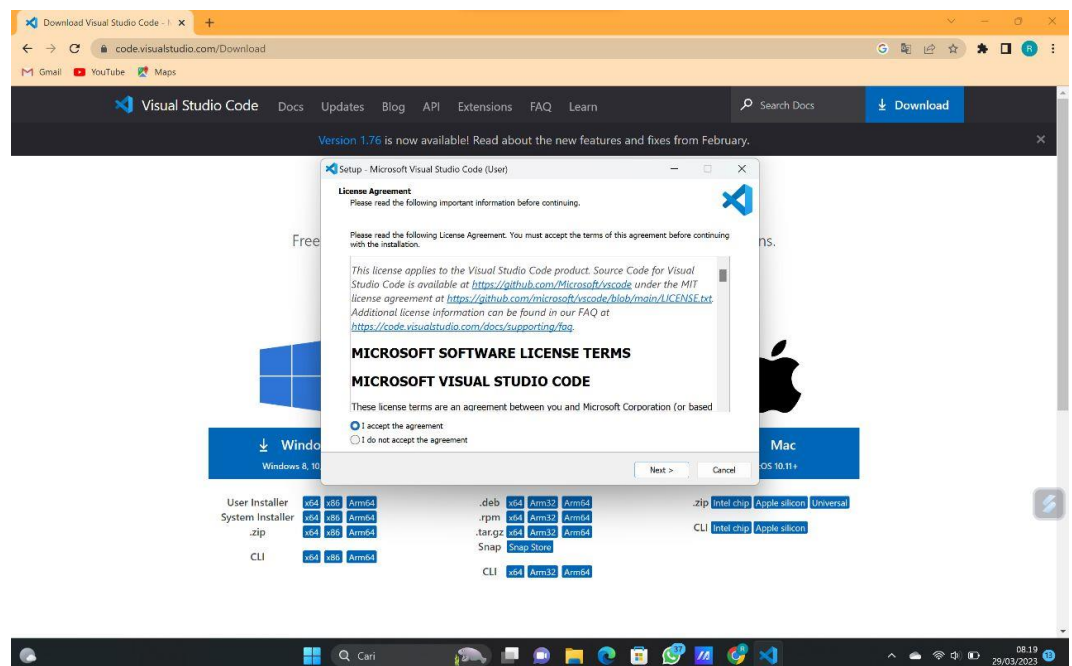 Download Visual Studio Code -
code.visualstudio.com/Download
Gmail YouTube Maps
Visual Studio Code Docs Updates Blog API Extensions FAQ Learn Search Docs Download
Version 1.76 is now available! Read about the new features and fixes from February.
Setup - Microsoft Visual Studio Code (User)
License Agreement
Please read the following important information before continuing.
Free
ns.
Please read the following License Agreement. You must accept the terms of this agreement before continuing
with the installation.
This license applies to the Visual Studio Code product. Source Code for Visual
Studio Code is available at https://github.com/Microsoft/vscode under the MIT
license agreement at https://github.com/microsoft/vscode/blob/main/LICENSE.txt.
Additional license information can be found in our FAQ at
https://code.visualstudio.com/docs/supporting/faq.
MICROSOFT SOFTWARE LICENSE TERMS
MICROSOFT VISUAL STUDIO CODE
These license terms are an agreement between you and Microsoft Corporation (or based
I accept the agreement
I do not accept the agreement
Windo
Mac
Windows 8, 10,
OS 10.11+
Next > Cancel
User Installer x64 x86 Arm64
System Installer x64 x86 Arm64
.zip x64 x86 Arm64
CLI x64 x86 Arm64
.deb x64 Arm32 Arm64
.rpm x64 Arm32 Arm64
.tar.gz x64 Arm32 Arm64
Snap Snap Store
CLI x64 Arm32 Arm64
.zip Intel chip Apple silicon Universal
CLI Intel chip Apple silicon
Cari
08.19
29/03/2023